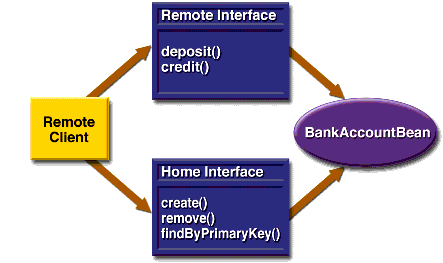 Remote Interface
deposit()
credit()
Remote
Client
BankAccountBean
Home Interface
create()
remove()
findByPrimaryKey()